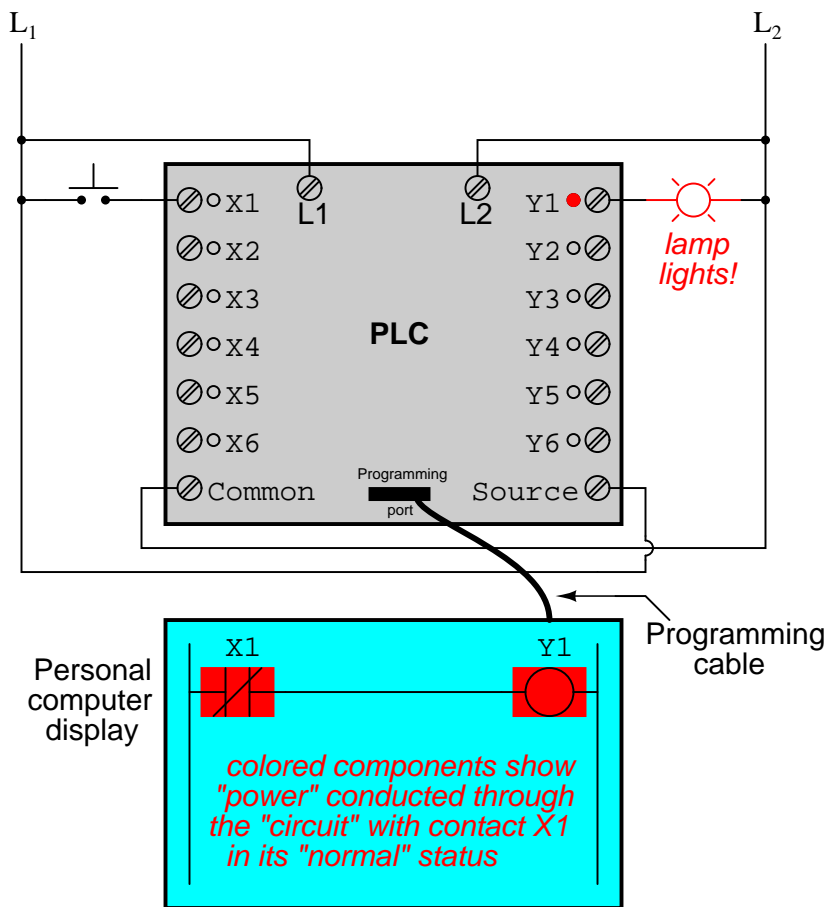 L1
L2
X1
L1
L2
Y1
X2
Y2
lamp
lights!
X3
Y3
PLC
X4
Y4
X5
Y5
X6
Y6
Common
Programming
port
Source
Programming
cable
Personal
computer
display
X1
Y1
colored components show
"power" conducted through
the "circuit" with contact X1
in its "normal" status